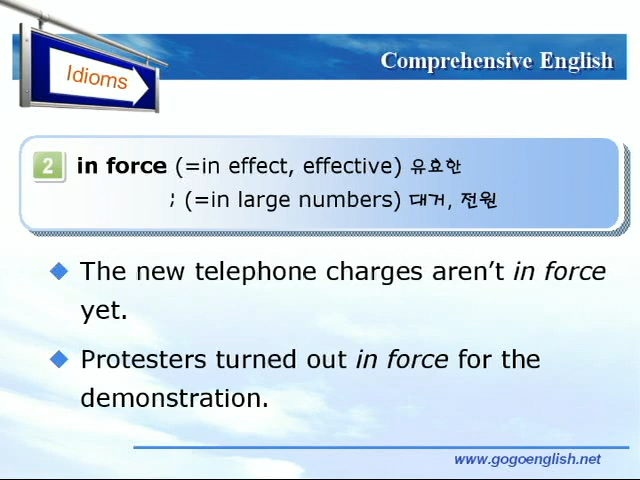 Idioms
Comprehensive English
2 in force (=in effect, effective) 유효한
; (=in large numbers) 대거, 전원
The new telephone charges aren’t in force
yet.
Protesters turned out in force for the
demonstration.
www.gogoenglish.net